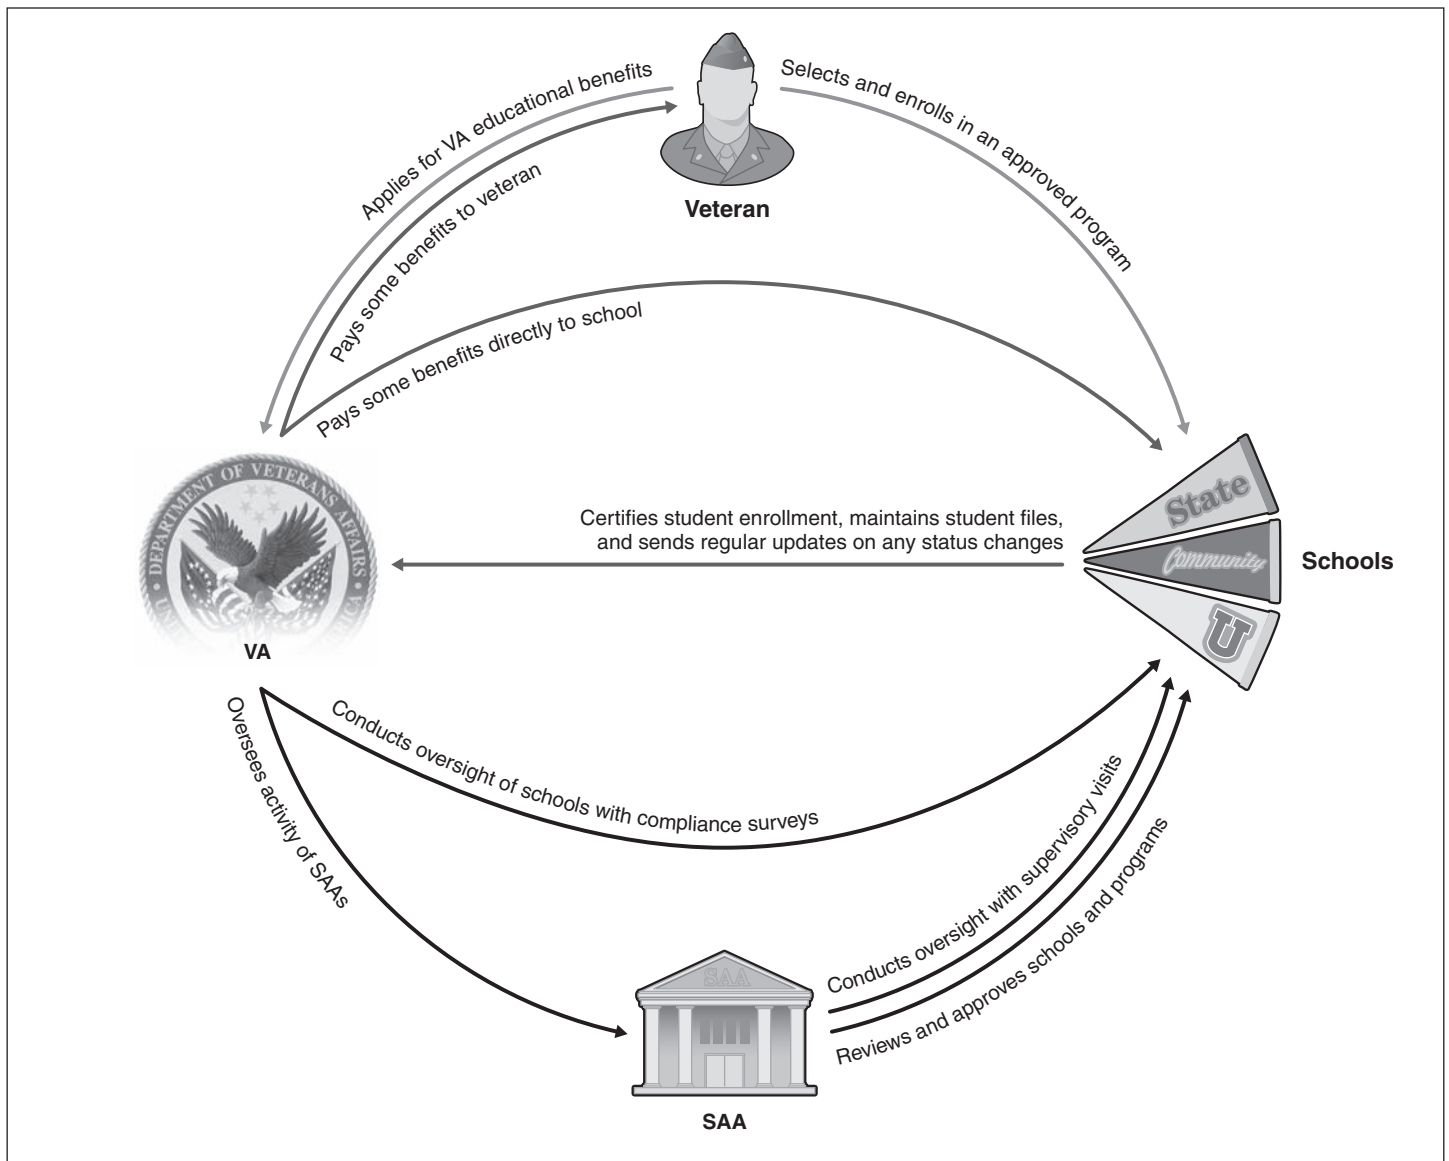 Applies for VA educational benefits
Selects and enrolls in an approved program
Pays some benefits to veteran
Veteran
Pays some benefits directly to school
DEPARTMENT OF VETERANS AFFAIRS
State
Certifies student enrollment, maintains student files,
and sends regular updates on any status changes
Community
Schools
U
VA
Oversees activity of SAAs
Conducts oversight of schools with compliance surveys
Conducts oversight with supervisory visits
Reviews and approves schools and programs
SAA
SAA